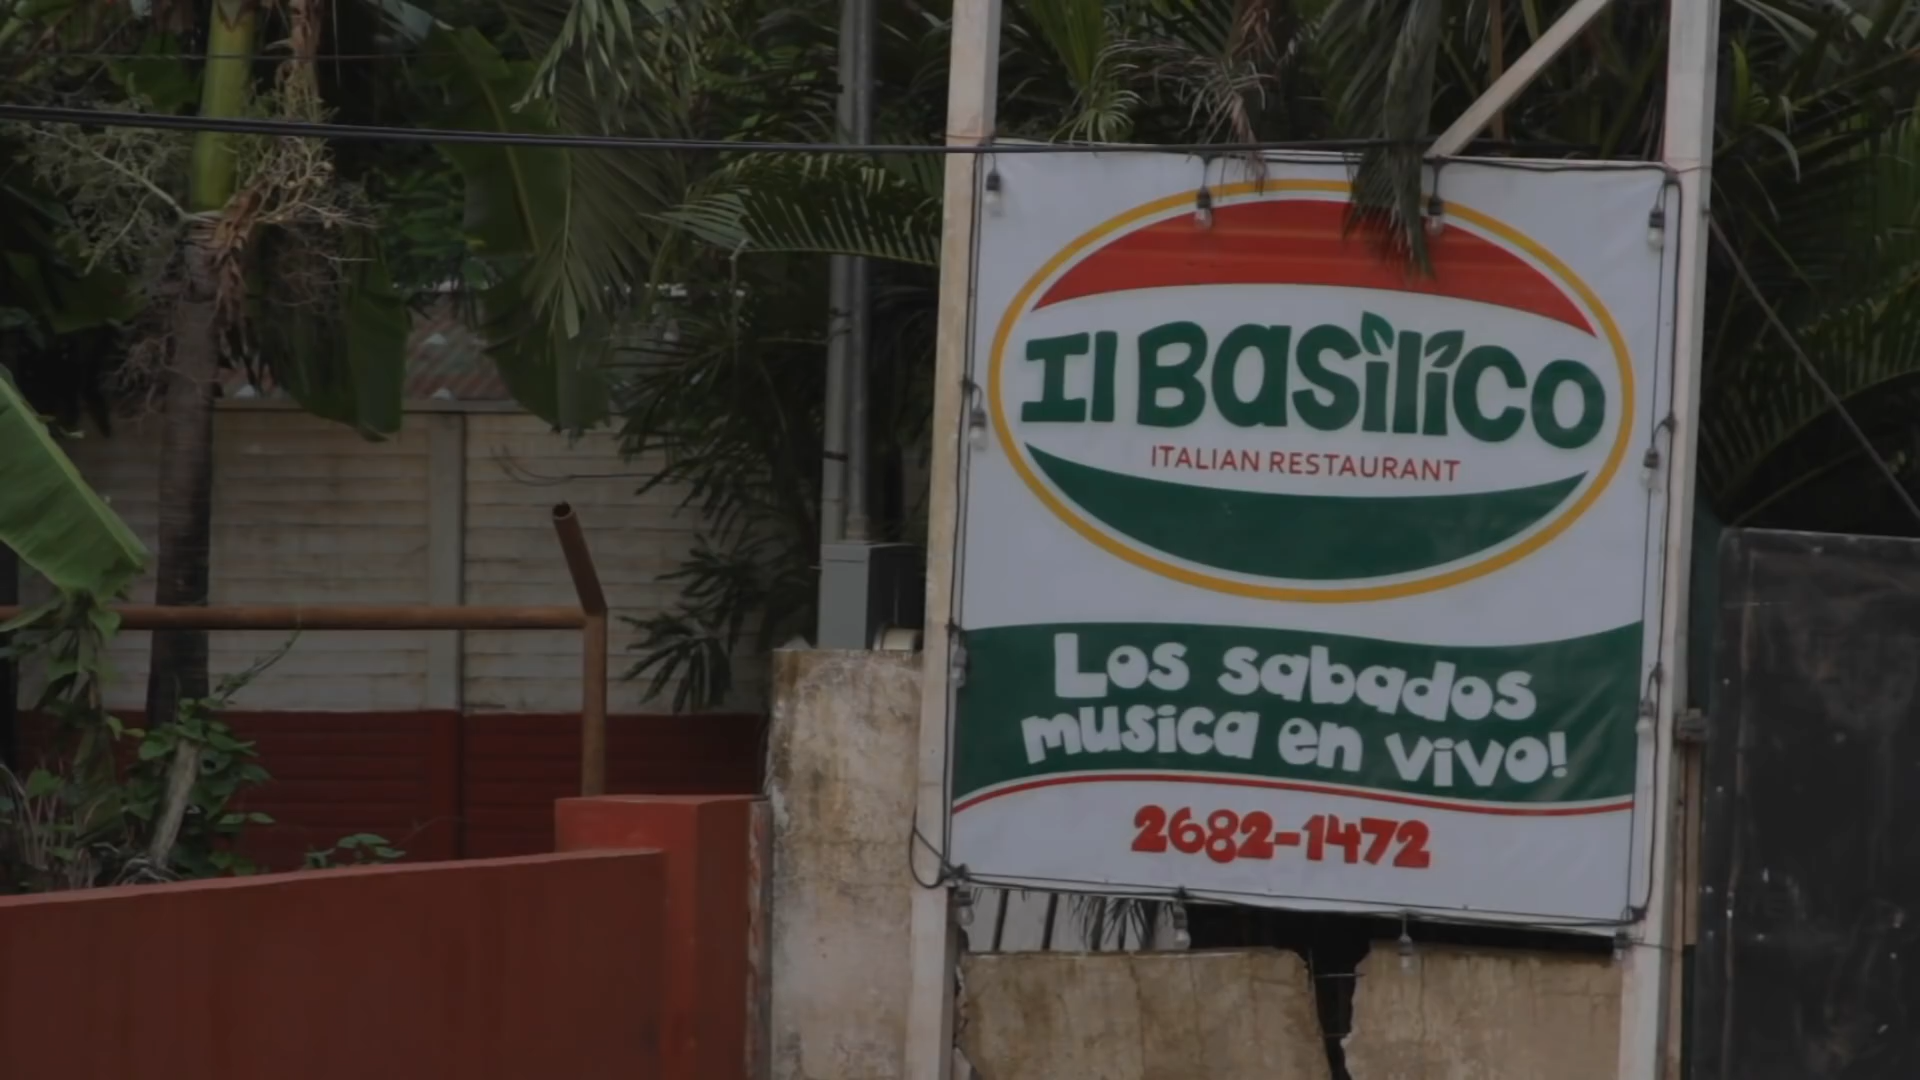 Il Basilico
ITALIAN RESTAURANT
Los sabados
musica en vivo!
2682-1472